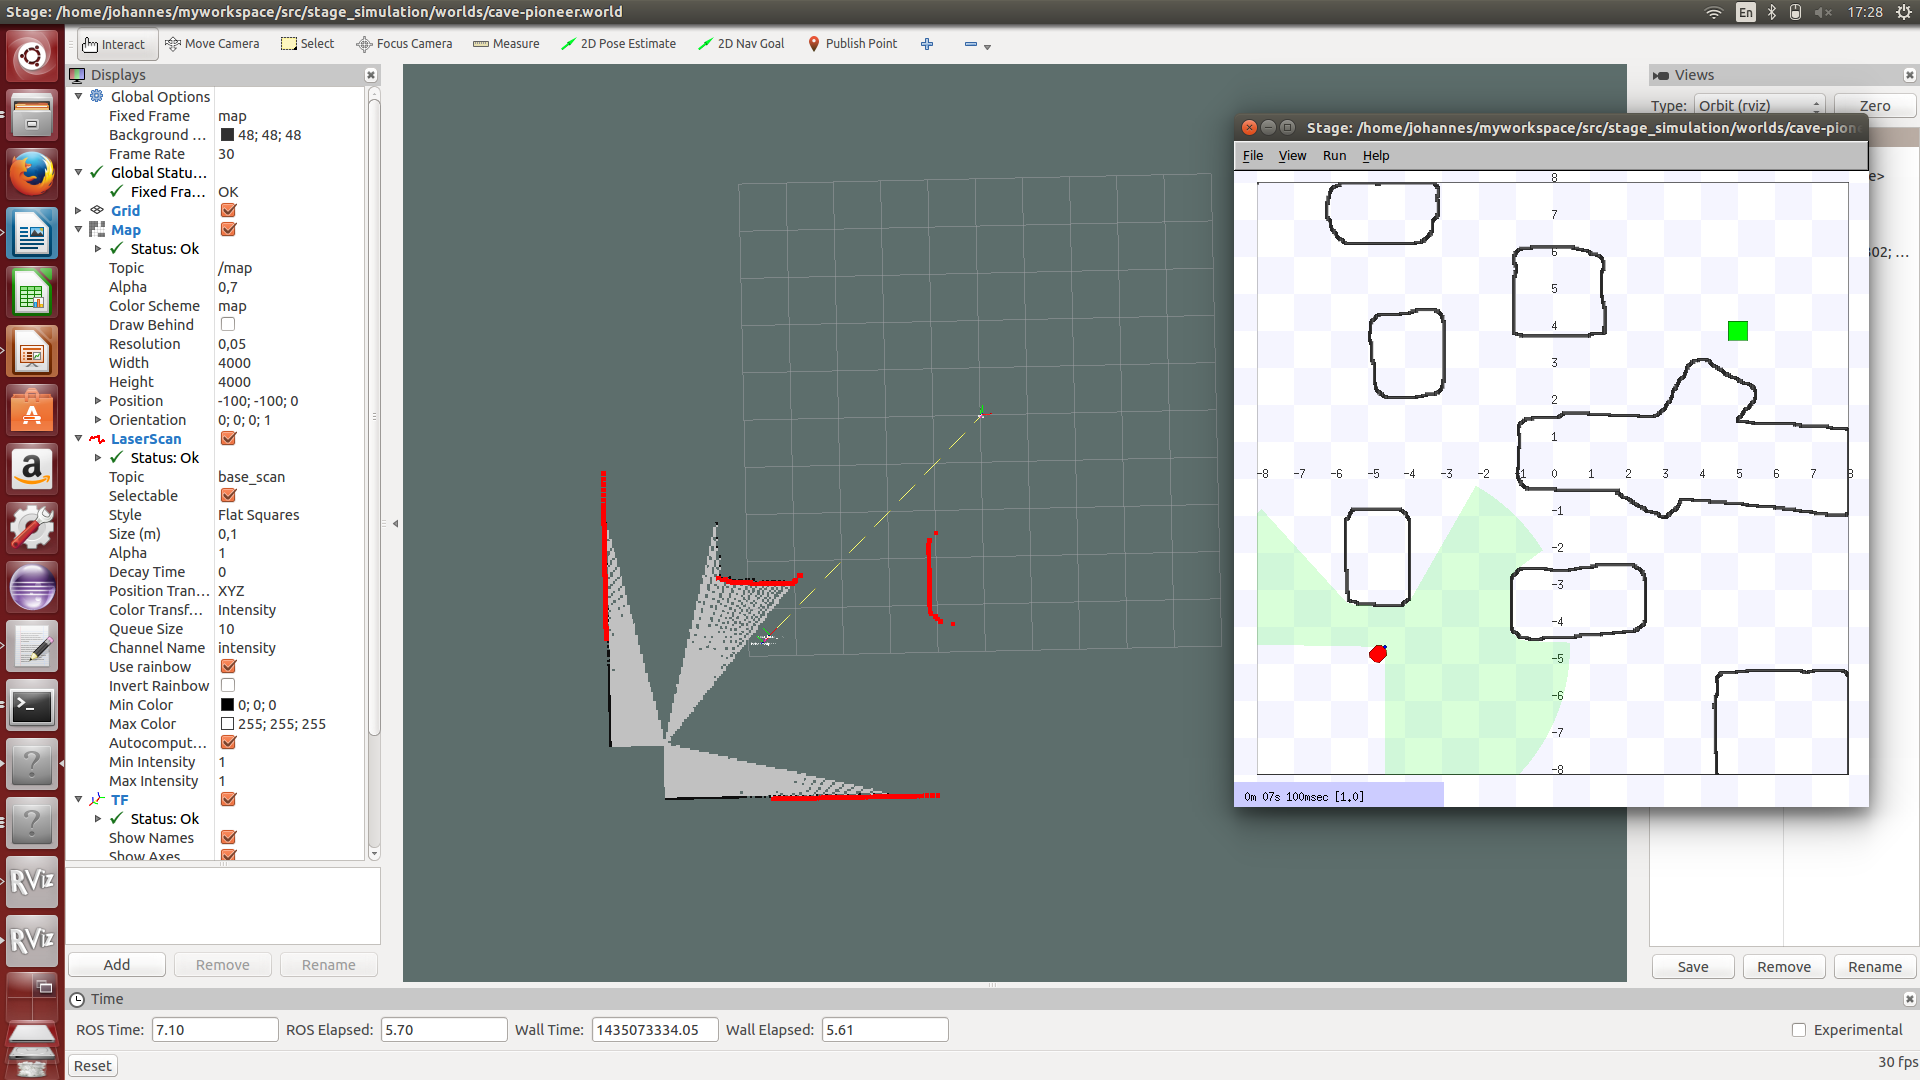 Stage: /home/johannes/myworkspace/src/stage_simulation/worlds/cave-pioneer.world
En
17:28
Interact
Move Camera
Select
Focus Camera
Measure
2D Pose Estimate
2D Nav Goal
Publish Point
Displays
Global Options
Fixed Frame map
Background ... 48; 48; 48
Frame Rate 30
Global Statu...
Fixed Fra... OK
Grid
Map
Status: Ok
Topic /map
Alpha 0,7
Color Scheme map
Draw Behind
Resolution 0,05
Width 4000
Height 4000
Position -100; -100; 0
Orientation 0; 0; 0; 1
LaserScan
Status: Ok
Topic base_scan
Selectable
Style Flat Squares
Size (m) 0,1
Alpha 1
Decay Time 0
Position Tran... XYZ
Color Transf... Intensity
Queue Size 10
Channel Name intensity
Use rainbow
Invert Rainbow
Min Color 0; 0; 0
Max Color 255; 255; 255
Autocomput...
Min Intensity 1
Max Intensity 1
TF
Status: Ok
Show Names
Show Axes
Add
Remove
Rename
Views
Type: Orbit (rviz)
Zero
e>
02; ...
Save
Remove
Rename
Stage: /home/johannes/myworkspace/src/stage_simulation/worlds/cave-pion
File
View
Run
Help
8
7
6
5
4
3
2
1
-8 -7 -6 -5 -4 -3 -2 -1 0 1 2 3 4 5 6 7 8
-1
-2
-3
-4
-5
-6
-7
-8
0m 07s 100msec [1.0]
RViz
RViz
Time
ROS Time: 7.10
ROS Elapsed: 5.70
Wall Time: 1435073334.05
Wall Elapsed: 5.61
Experimental
Reset
30 fps